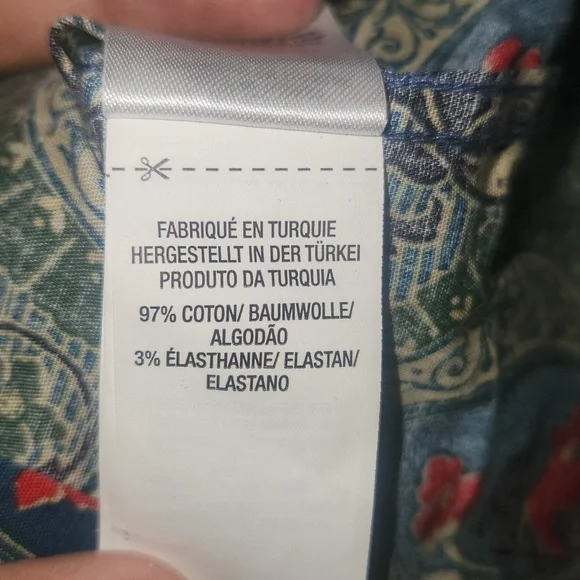 FABRIQUÉ EN TURQUIE
HERGESTELLT IN DER TÜRKEI
PRODUTO DA TURQUIA
97% COTON/ BAUMWOLLE/
ALGODÃO
3% ÉLASTHANNE/ ELASTAN/
ELASTANO